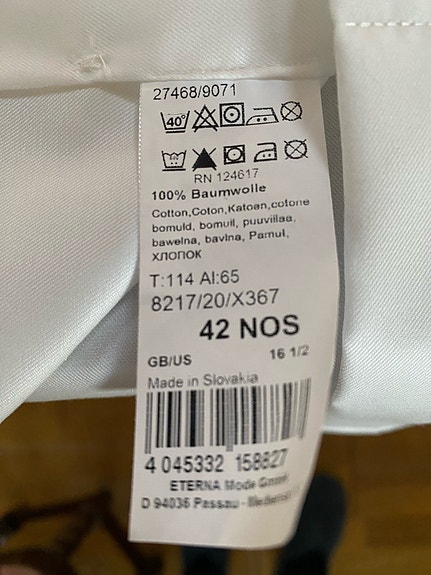 27468/9071
40°
RN 124617
100% Baumwolle
Cotton,Coton,Katoan,cotone
bomuld, bomull, puuvillaa,
bawelna, bavlna, Pamul,
ХЛОПОК
T:114 Al:65
8217/20/X367
42 NOS
GB/US 16 1/2
Made in Slovakia
4 045332 158827
ETERNA Mode GmbH
D 94036 Passau -